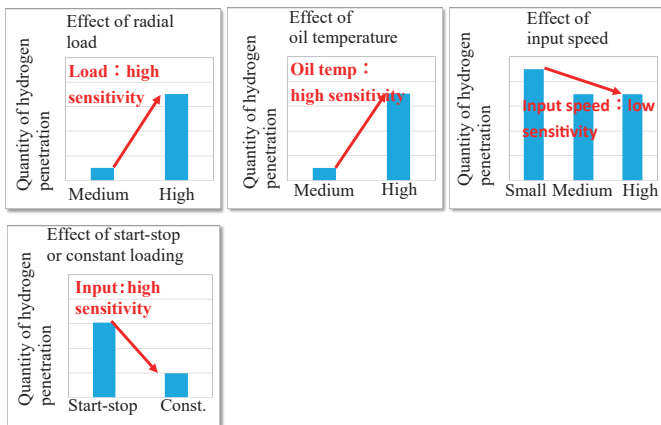 Effect of radial
load
Quantity of hydrogen
penetration
Load：high
sensitivity
Medium
High
Effect of
oil temperature
Quantity of hydrogen
penetration
Oil temp：
high sensitivity
Medium
High
Effect of
input speed
Quantity of hydrogen
penetration
Input speed：low
sensitivity
Small
Medium
High
Effect of start-stop
or constant loading
Quantity of hydrogen
penetration
Input:high
sensitivity
Start-stop
Const.